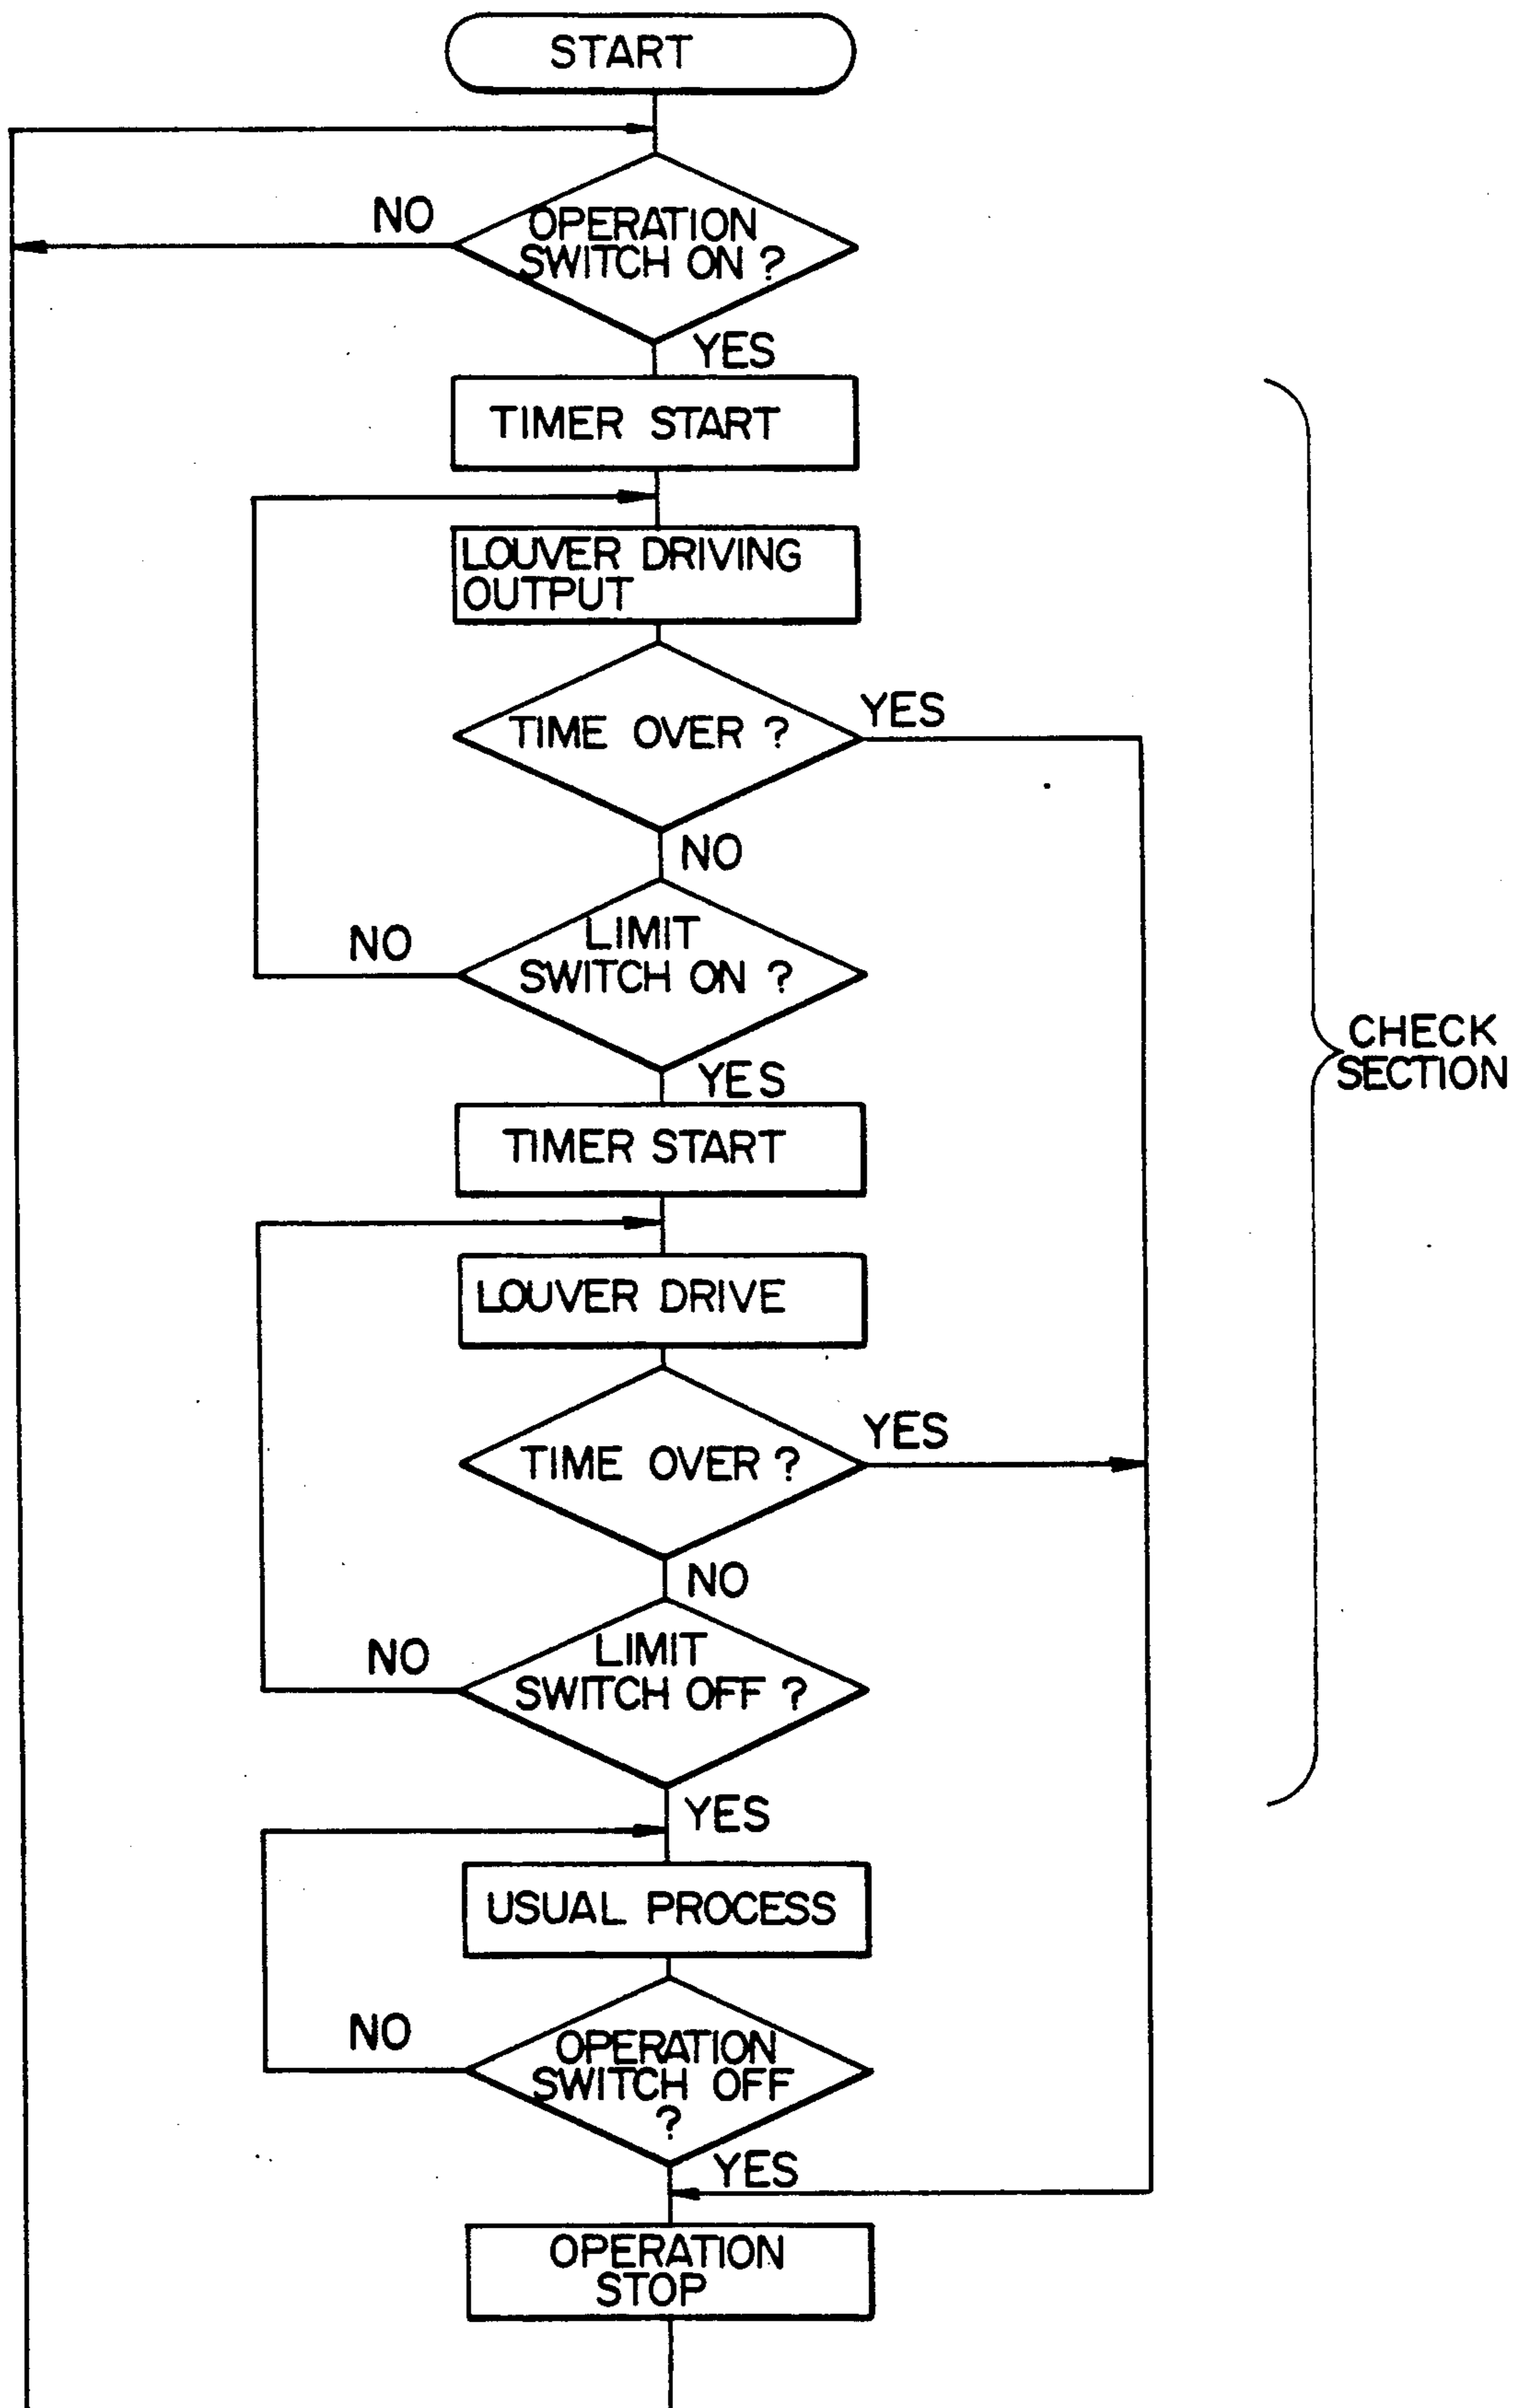 START
NO
OPERATION
SWITCH ON ?
YES
TIMER START
LOUVER DRIVING
OUTPUT
TIME OVER ?
YES
NO
LIMIT
SWITCH ON ?
NO
CHECK
SECTION
YES
TIMER START
LOUVER DRIVE
TIME OVER ?
YES
NO
LIMIT
SWITCH OFF ?
NO
YES
USUAL PROCESS
NO
OPERATION
SWITCH OFF
?
YES
OPERATION
STOP